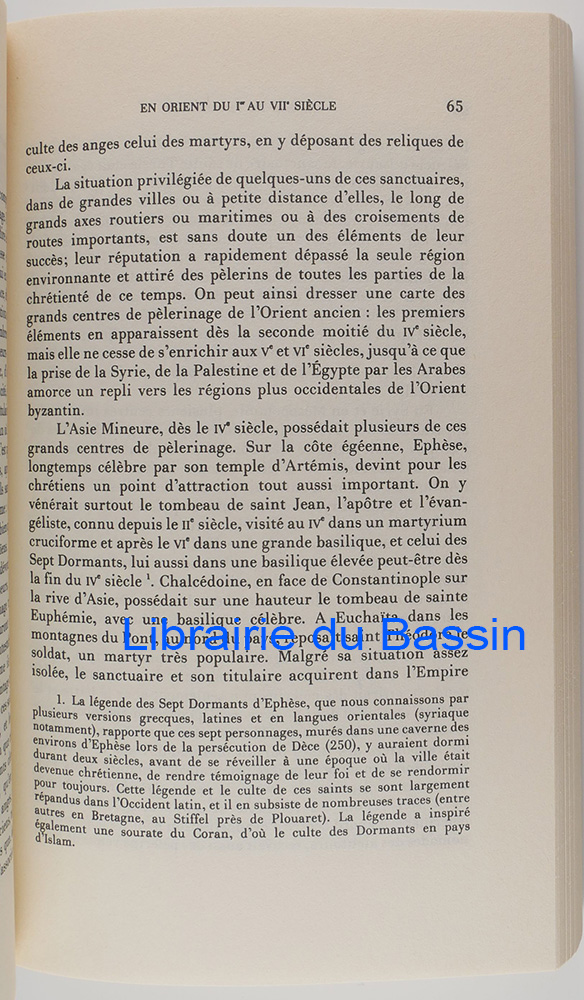 EN ORIENT DU Iᵉʳ AU VIIᵉ SIÈCLE 65
culte des anges celui des martyrs, en y déposant des reliques de
ceux-ci.
La situation privilégiée de quelques-uns de ces sanctuaires,
dans de grandes villes ou à petite distance d'elles, le long de
grands axes routiers ou maritimes ou à des croisements de
routes importants, est sans doute un des éléments de leur
succès; leur réputation a rapidement dépassé la seule région
environnante et attiré des pèlerins de toutes les parties de la
chrétienté de ce temps. On peut ainsi dresser une carte des
grands centres de pèlerinage de l'Orient ancien : les premiers
éléments en apparaissent dès la seconde moitié du IVᵉ siècle,
mais elle ne cesse de s'enrichir aux Vᵉ et VIᵉ siècles, jusqu'à ce que
la prise de la Syrie, de la Palestine et de l'Égypte par les Arabes
amorce un repli vers les régions plus occidentales de l'Orient
byzantin.
L'Asie Mineure, dès le IVᵉ siècle, possédait plusieurs de ces
grands centres de pèlerinage. Sur la côte égéenne, Ephèse,
longtemps célèbre par son temple d'Artémis, devint pour les
chrétiens un point d'attraction tout aussi important. On y
vénérait surtout le tombeau de saint Jean, l'apôtre et l'évan-
géliste, connu depuis le IIᵉ siècle, visité au IVᵉ dans un martyrium
cruciforme et après le VIᵉ dans une grande basilique, et celui des
Sept Dormants, lui aussi dans une basilique élevée peut-être dès
la fin du IVᵉ siècle ¹. Chalcédoine, en face de Constantinople sur
la rive d'Asie, possédait sur une hauteur le tombeau de sainte
Euphémie, avec une basilique célèbre. A Euchaïta, dans les
montagnes du Pont, au nord du pays, reposait saint Théodore le
soldat, un martyr très populaire. Malgré sa situation assez
isolée, le sanctuaire et son titulaire acquirent dans l'Empire
1. La légende des Sept Dormants d'Ephèse, que nous connaissons par
plusieurs versions grecques, latines et en langues orientales (syriaque
notamment), rapporte que ces sept personnages, murés dans une caverne des
environs d'Ephèse lors de la persécution de Dèce (250), y auraient dormi
durant deux siècles, avant de se réveiller à une époque où la ville était
devenue chrétienne, de rendre témoignage de leur foi et de se rendormir
pour toujours. Cette légende et le culte de ces saints se sont largement
répandus dans l'Occident latin, et il en subsiste de nombreuses traces (entre
autres en Bretagne, au Stiffel près de Plouaret). La légende a inspiré
également une sourate du Coran, d'où le culte des Dormants en pays
d'Islam.
Librairie du Bassin